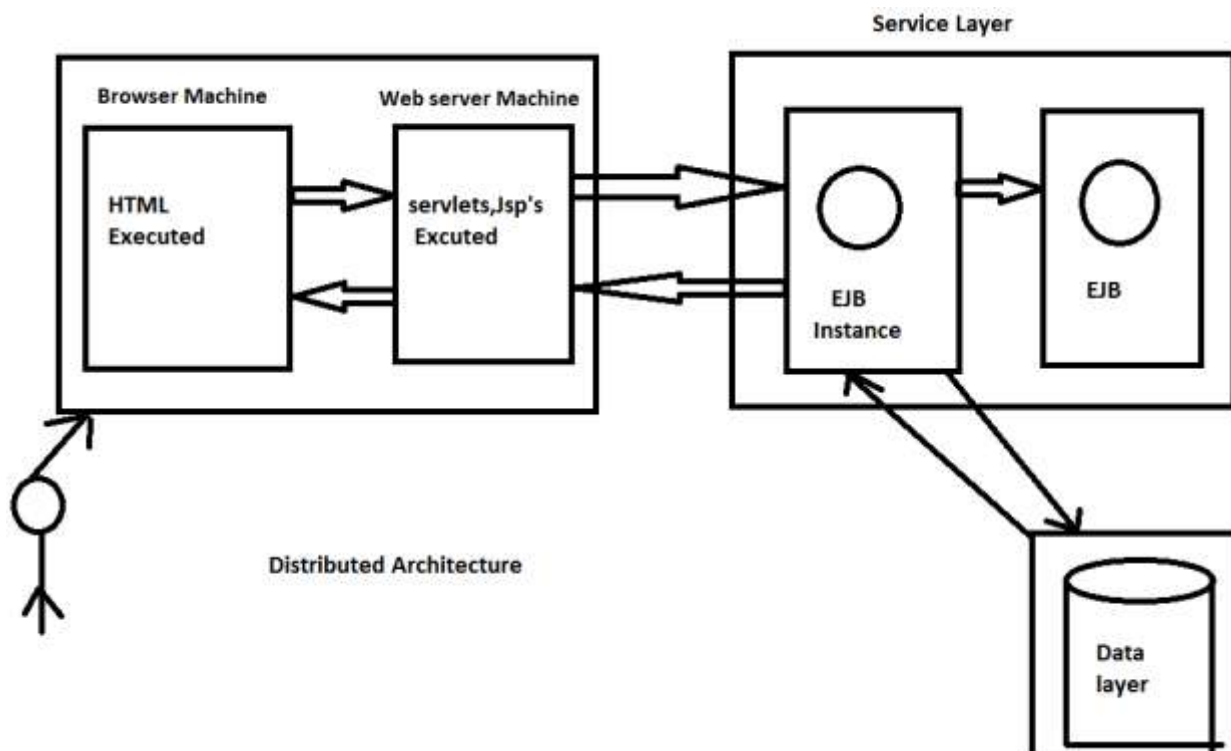 Service Layer
Browser Machine
Web server Machine
HTML
Executed
servlets,Jsp's
Excuted
EJB
Instance
EJB
Distributed Architecture
Data
layer